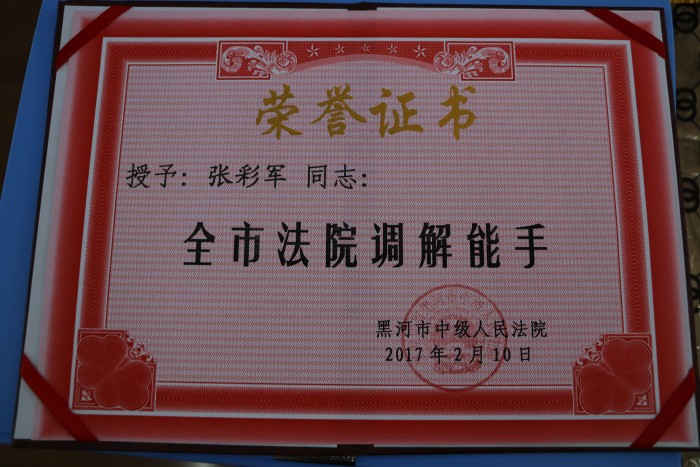 荣誉证书
授予：张彩军 同志：
全市法院调解能手
黑河市中级人民法院
2017年2月10日